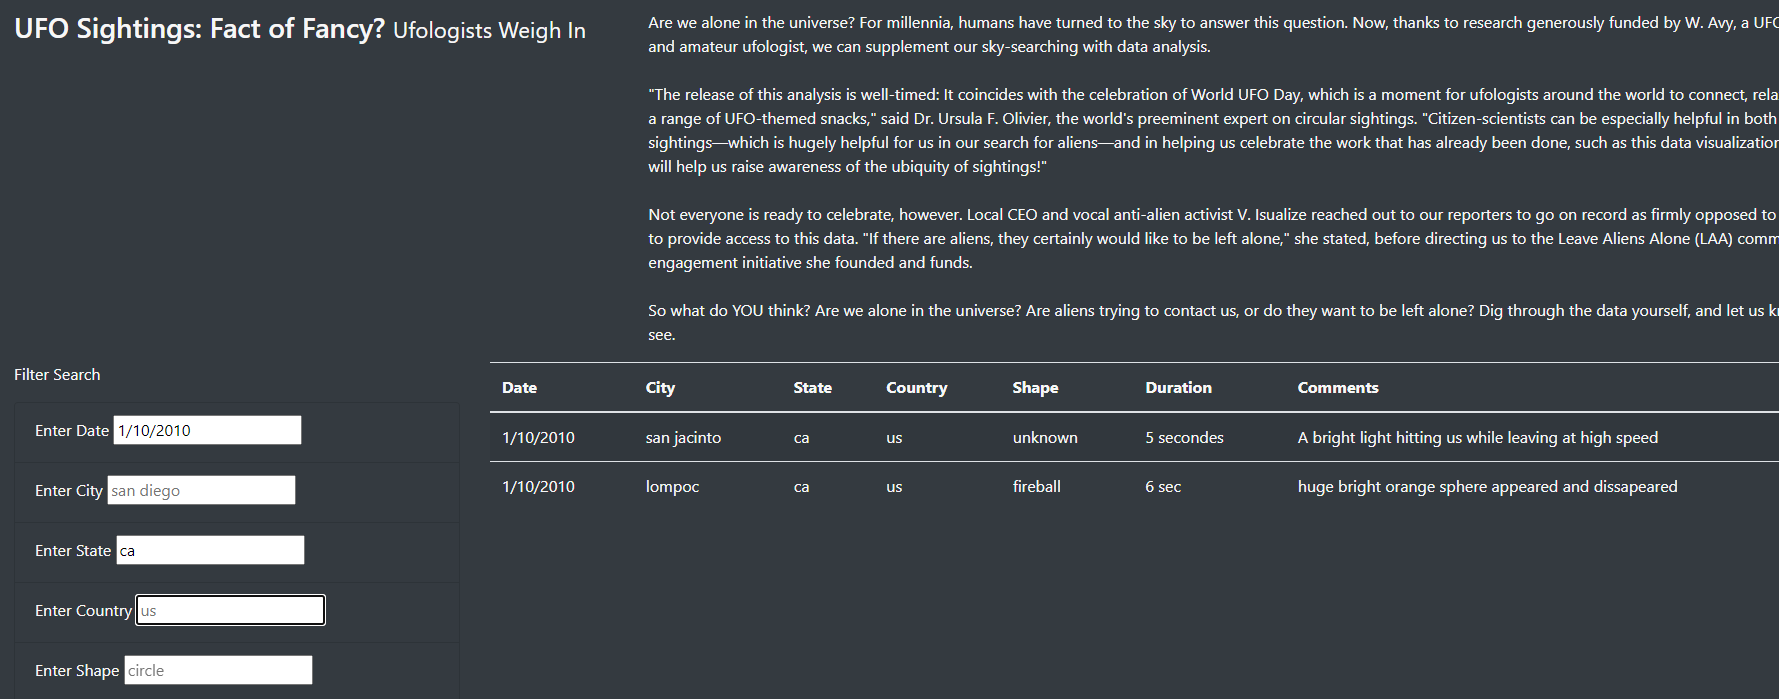 UFO Sightings: Fact of Fancy? Ufologists Weigh In
Are we alone in the universe? For millennia, humans have turned to the sky to answer this question. Now, thanks to research generously funded by W. Avy, a UFO
and amateur ufologist, we can supplement our sky-searching with data analysis.
"The release of this analysis is well-timed: It coincides with the celebration of World UFO Day, which is a moment for ufologists around the world to connect, rela
a range of UFO-themed snacks," said Dr. Ursula F. Olivier, the world's preeminent expert on circular sightings. "Citizen-scientists can be especially helpful in both
sightings—which is hugely helpful for us in our search for aliens—and in helping us celebrate the work that has already been done, such as this data visualization
will help us raise awareness of the ubiquity of sightings!"
Not everyone is ready to celebrate, however. Local CEO and vocal anti-alien activist V. Isualize reached out to our reporters to go on record as firmly opposed to
to provide access to this data. "If there are aliens, they certainly would like to be left alone," she stated, before directing us to the Leave Aliens Alone (LAA) comm
engagement initiative she founded and funds.
So what do YOU think? Are we alone in the universe? Are aliens trying to contact us, or do they want to be left alone? Dig through the data yourself, and let us k
see.
Filter Search
Enter Date 1/10/2010
Enter City san diego
Enter State ca
Enter Country us
Enter Shape circle
Date City State Country Shape Duration Comments
1/10/2010 san jacinto ca us unknown 5 secondes A bright light hitting us while leaving at high speed
1/10/2010 lompoc ca us fireball 6 sec huge bright orange sphere appeared and dissapeared